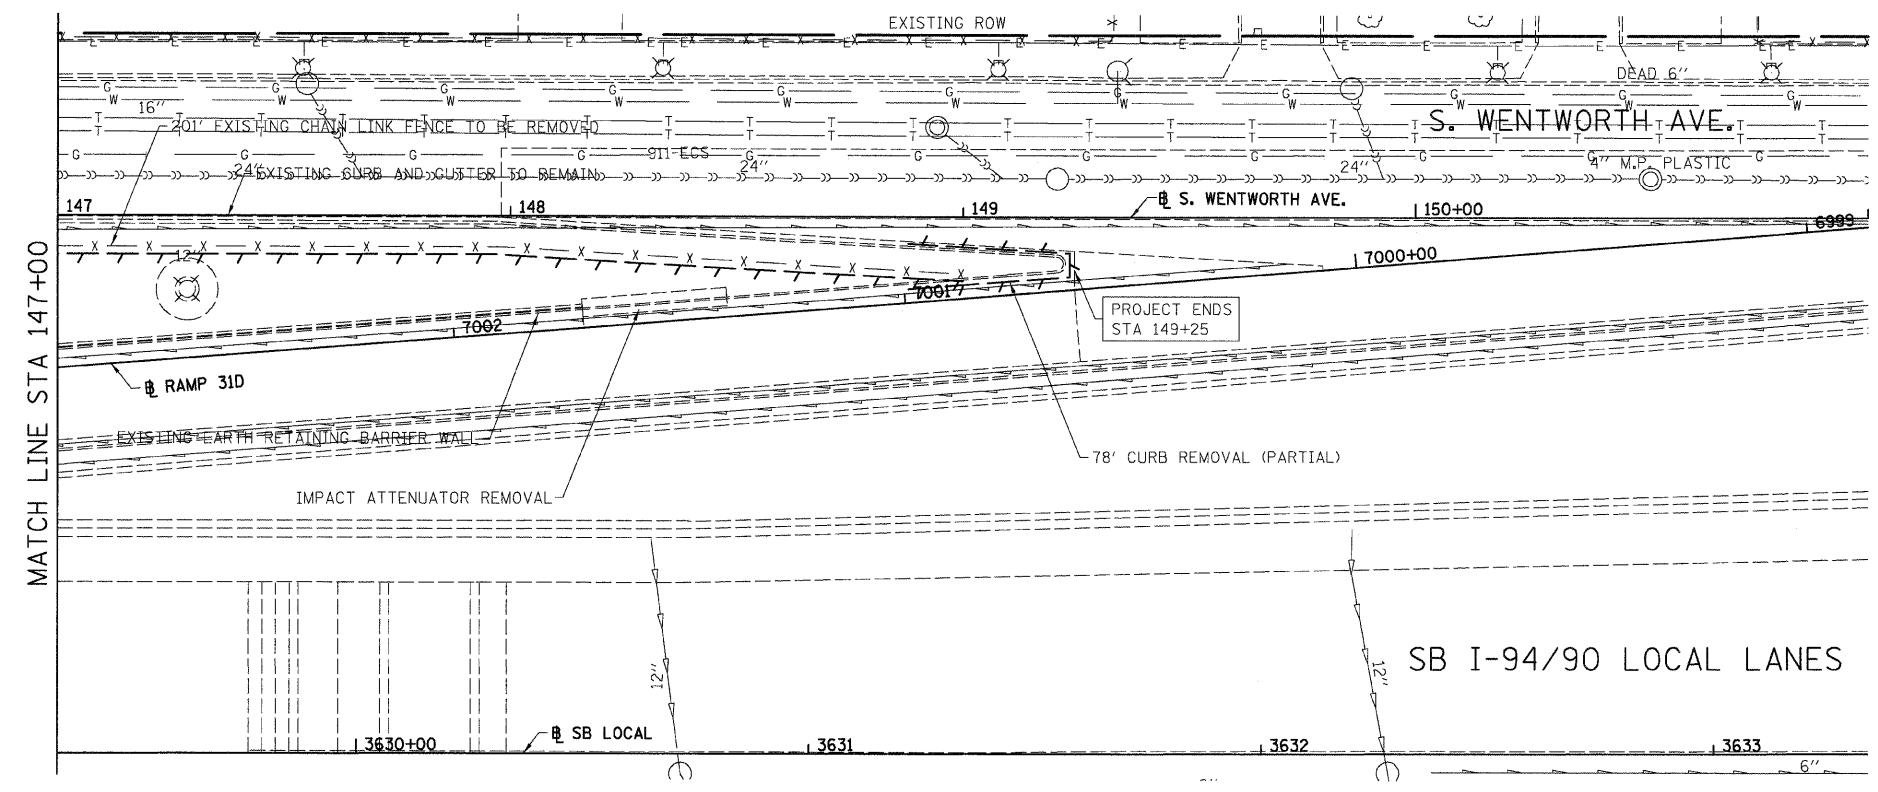 EXISTING ROW
DEAD 6"
16"
S. WENTWORTH AVE.
201' EXISTING CHAIN LINK FENCE TO BE REMOVED
911-ECS
24"
24"
4" M.P. PLASTIC
24"
EXISTING CURB AND GUTTER TO REMAIN
147
148
149
℄ S. WENTWORTH AVE.
150+00
6999
12"
7000+00
7001
7002
PROJECT ENDS
STA 149+25
MATCH LINE STA 147+00
℄ RAMP 31D
EXISTING EARTH RETAINING BARRIER WALL
78' CURB REMOVAL (PARTIAL)
IMPACT ATTENUATOR REMOVAL
12"
12"
SB I-94/90 LOCAL LANES
℄ SB LOCAL
3630+00
3631
3632
3633
6"